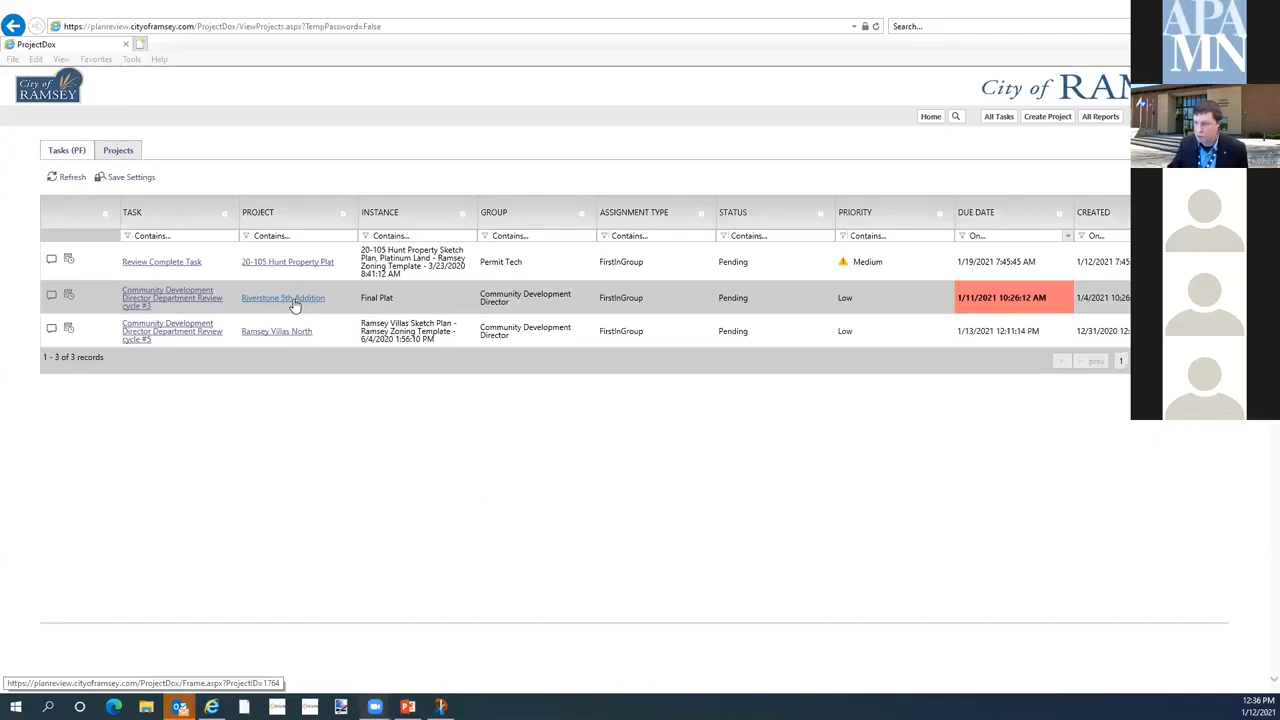 https://planreview.cityoframsey.com/ProjectDox/ViewProjects.aspx?TempPassword=False
Search...
ProjectDox
File Edit View Favorites Tools Help
City of
RAMSEY
City of RAM
Home All Tasks Create Project All Reports
APA
MN
Tasks (PF) Projects
Refresh Save Settings
TASK PROJECT INSTANCE GROUP ASSIGNMENT TYPE STATUS PRIORITY DUE DATE CREATED
Contains... Contains... Contains... Contains... Contains... Contains... Contains... On... On...
Review Complete Task 20-105 Hunt Property Plat 20-105 Hunt Property Sketch
Plan, Platinum Land - Ramsey
Zoning Template - 3/23/2020
8:41:12 AM Permit Tech FirstInGroup Pending Medium 1/19/2021 7:45:45 AM 1/12/2021 7:
Community Development
Director Department Review
cycle #3 Riverstone 5th Addition Final Plat Community Development
Director FirstInGroup Pending Low 1/11/2021 10:26:12 AM 1/4/2021 10:26
Community Development
Director Department Review
cycle #5 Ramsey Villas North Ramsey Villas Sketch Plan -
Ramsey Zoning Template -
6/4/2020 1:56:10 PM Community Development
Director FirstInGroup Pending Low 1/13/2021 12:11:14 PM 12/31/2020 12:
1 - 3 of 3 records prev 1
https://planreview.cityoframsey.com/ProjectDox/Frame.aspx?ProjectID=1764
12:36 PM
1/12/2021